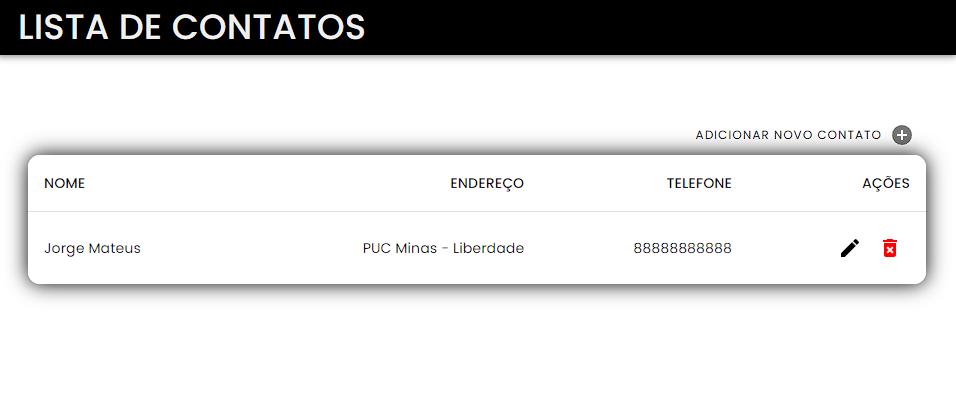 LISTA DE CONTATOS
ADICIONAR NOVO CONTATO
NOME ENDEREÇO TELEFONE AÇÕES
Jorge Mateus PUC Minas - Liberdade 88888888888